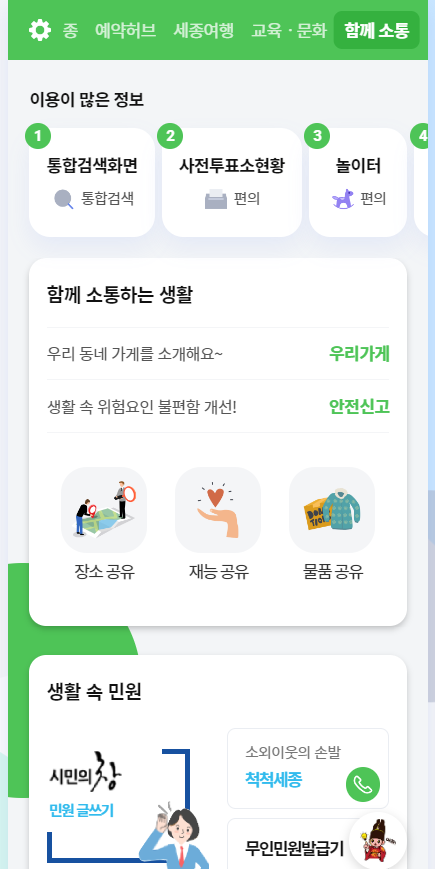 종 예약허브 세종여행 교육 · 문화 함께 소통
이용이 많은 정보
1 2 3 4
통합검색화면 사전투표소현황 놀이터
통합검색 편의 편의
함께 소통하는 생활
우리 동네 가게를 소개해요~ 우리가게
생활 속 위험요인 불편함 개선! 안전신고
장소 공유 재능 공유 물품 공유
생활 속 민원
소외이웃의 손발
척척세종
시민의 창
민원 글쓰기
무인민원발급기